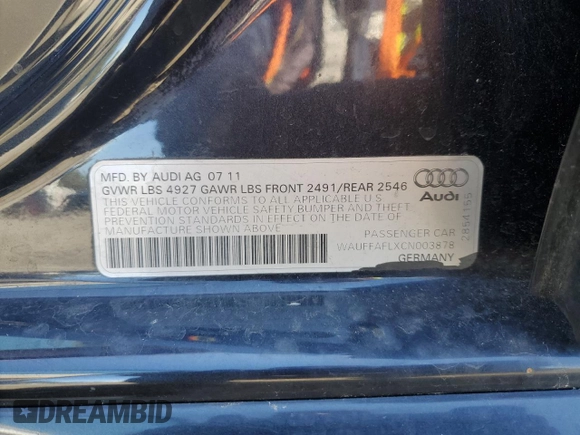 MFD. BY AUDI AG 07 11
GVWR LBS 4927 GAWR LBS FRONT 2491/REAR 2546
THIS VEHICLE CONFORMS TO ALL APPLICABLE U S
FEDERAL MOTOR VEHICLE SAFETY BUMPER AND THEFT
PREVENTION STANDARDS IN EFFECT ON THE DATE OF
MANUFACTURE SHOWN ABOVE
Audi
2854155
PASSENGER CAR
WAUFFAFLXCN003878
GERMANY
DREAMBID